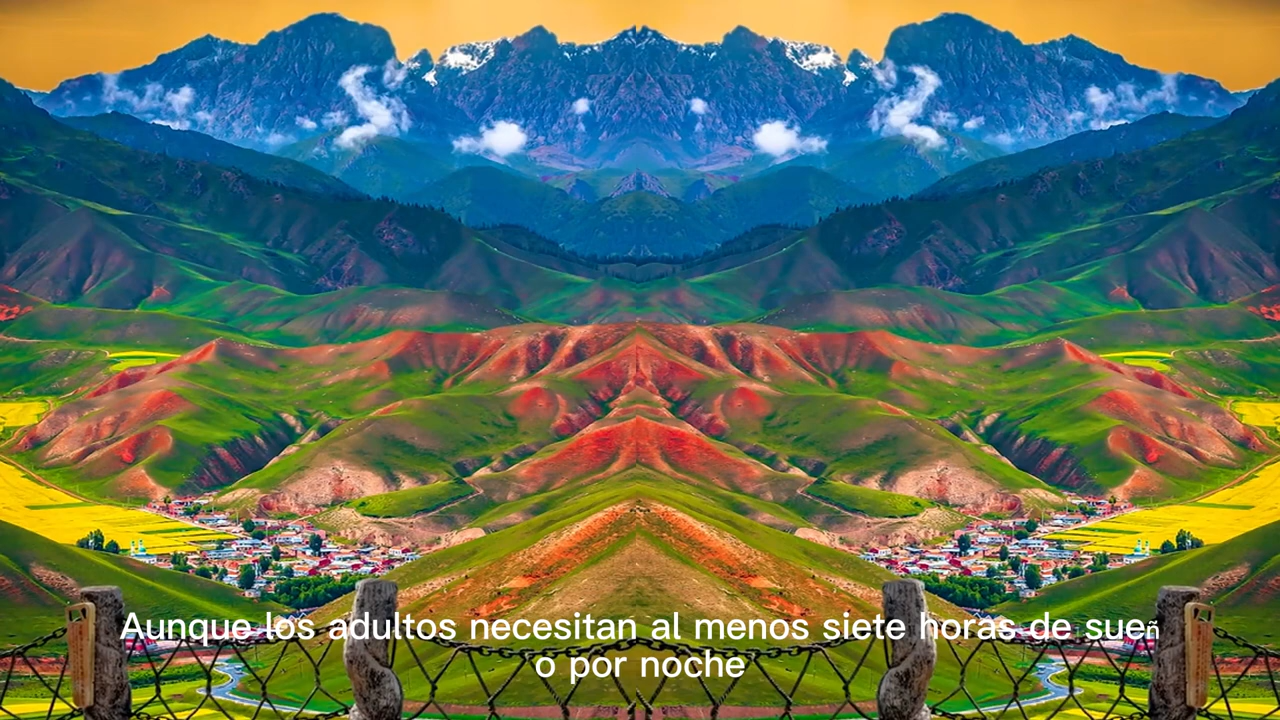 Aunque los adultos necesitan al menos siete horas de sueñ
o por noche